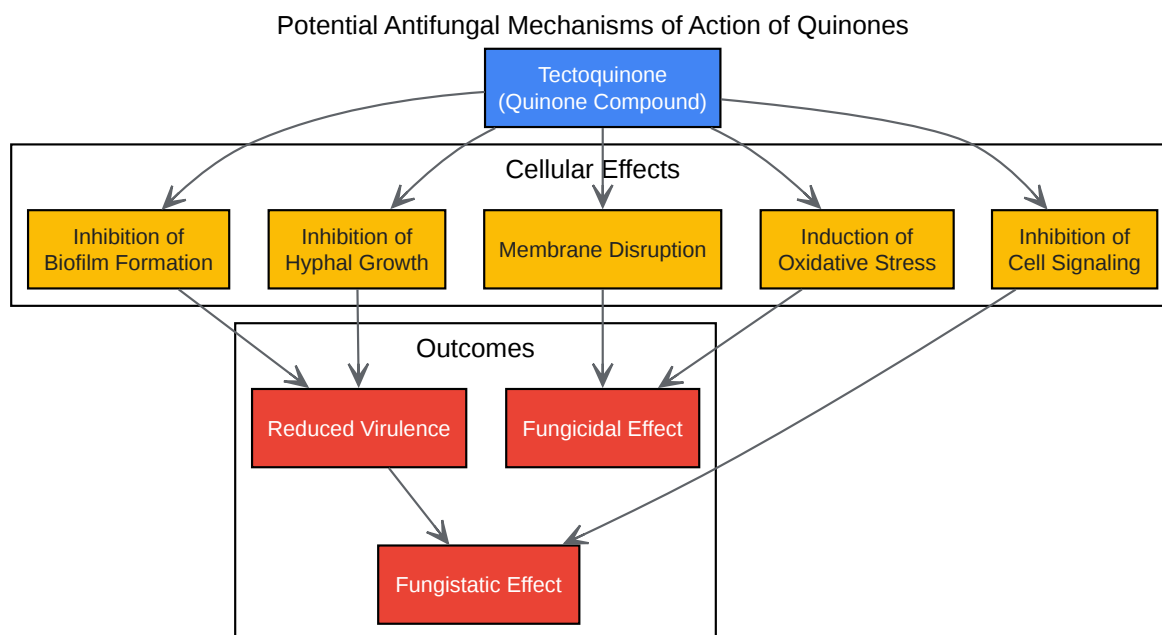 Potential Antifungal Mechanisms of Action of Quinones
Tectoquinone
(Quinone Compound)
Cellular Effects
Inhibition of
Biofilm Formation
Inhibition of
Hyphal Growth
Membrane Disruption
Induction of
Oxidative Stress
Inhibition of
Cell Signaling
Outcomes
Reduced Virulence
Fungicidal Effect
Fungistatic Effect